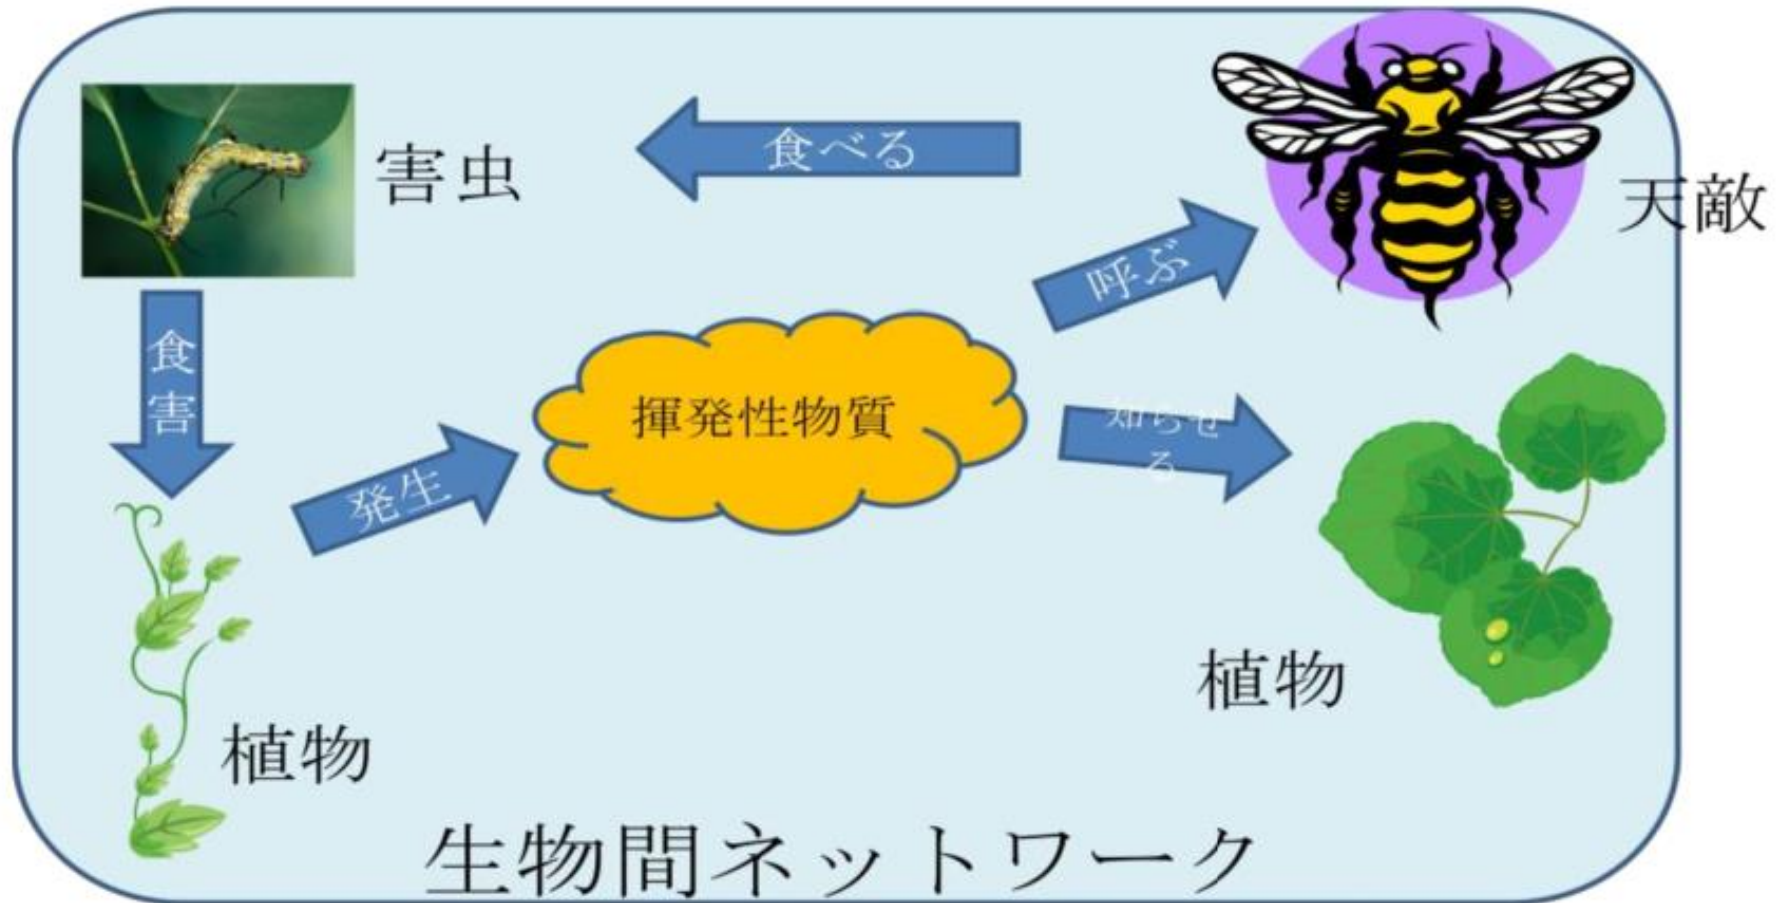 害虫
食べる
天敵
呼ぶ
食
害
揮発性物質
知らせ
る
発生
植物
植物
生物間ネットワーク